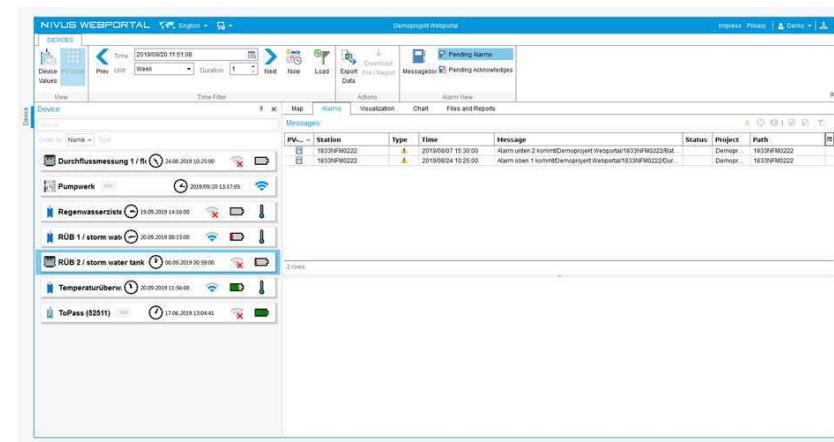 NIVUS WEBPORTAL English Demoprojekt Webportal Impress Privacy Demo
DEVICES
Time 2019/09/20 11:51:08
Unit Week Duration 1
Device Values Prev Next Now Load Export Data Download File / Report Messagebox Pending Alarms Pending Acknowledges
View Time Filter Actions Alarm View
Device
Device
Map Alarms Visualization Chart Files and Reports
Search
Messages
Order by Name Type
PV-... Station Type Time Message Status Project Path
1833NFM0222 2019/08/07 15:30:00 Alarm unten 2 kommt/Demoprojekt Webportal/1833NFM0222/Bat... Demopr... 1833NFM0222
1833NFM0222 2019/08/24 10:25:00 Alarm oben 1 kommt/Demoprojekt Webportal/1833NFM0222/Dur... Demopr... 1833NFM0222
Durchflussmessung 1 / fl 24.08.2019 10:25:00
Pumpwerk 2019/09/20 13:17:05
Regenwasserziste 19.09.2019 14:16:00
RÜB 1 / storm wate 20.09.2019 08:15:00
RÜB 2 / storm water tank 08.09.2019 00:59:00
2 rows
Temperaturüberw. 20.09.2019 11:56:00
ToPass (52511) 17.06.2019 13:04:41